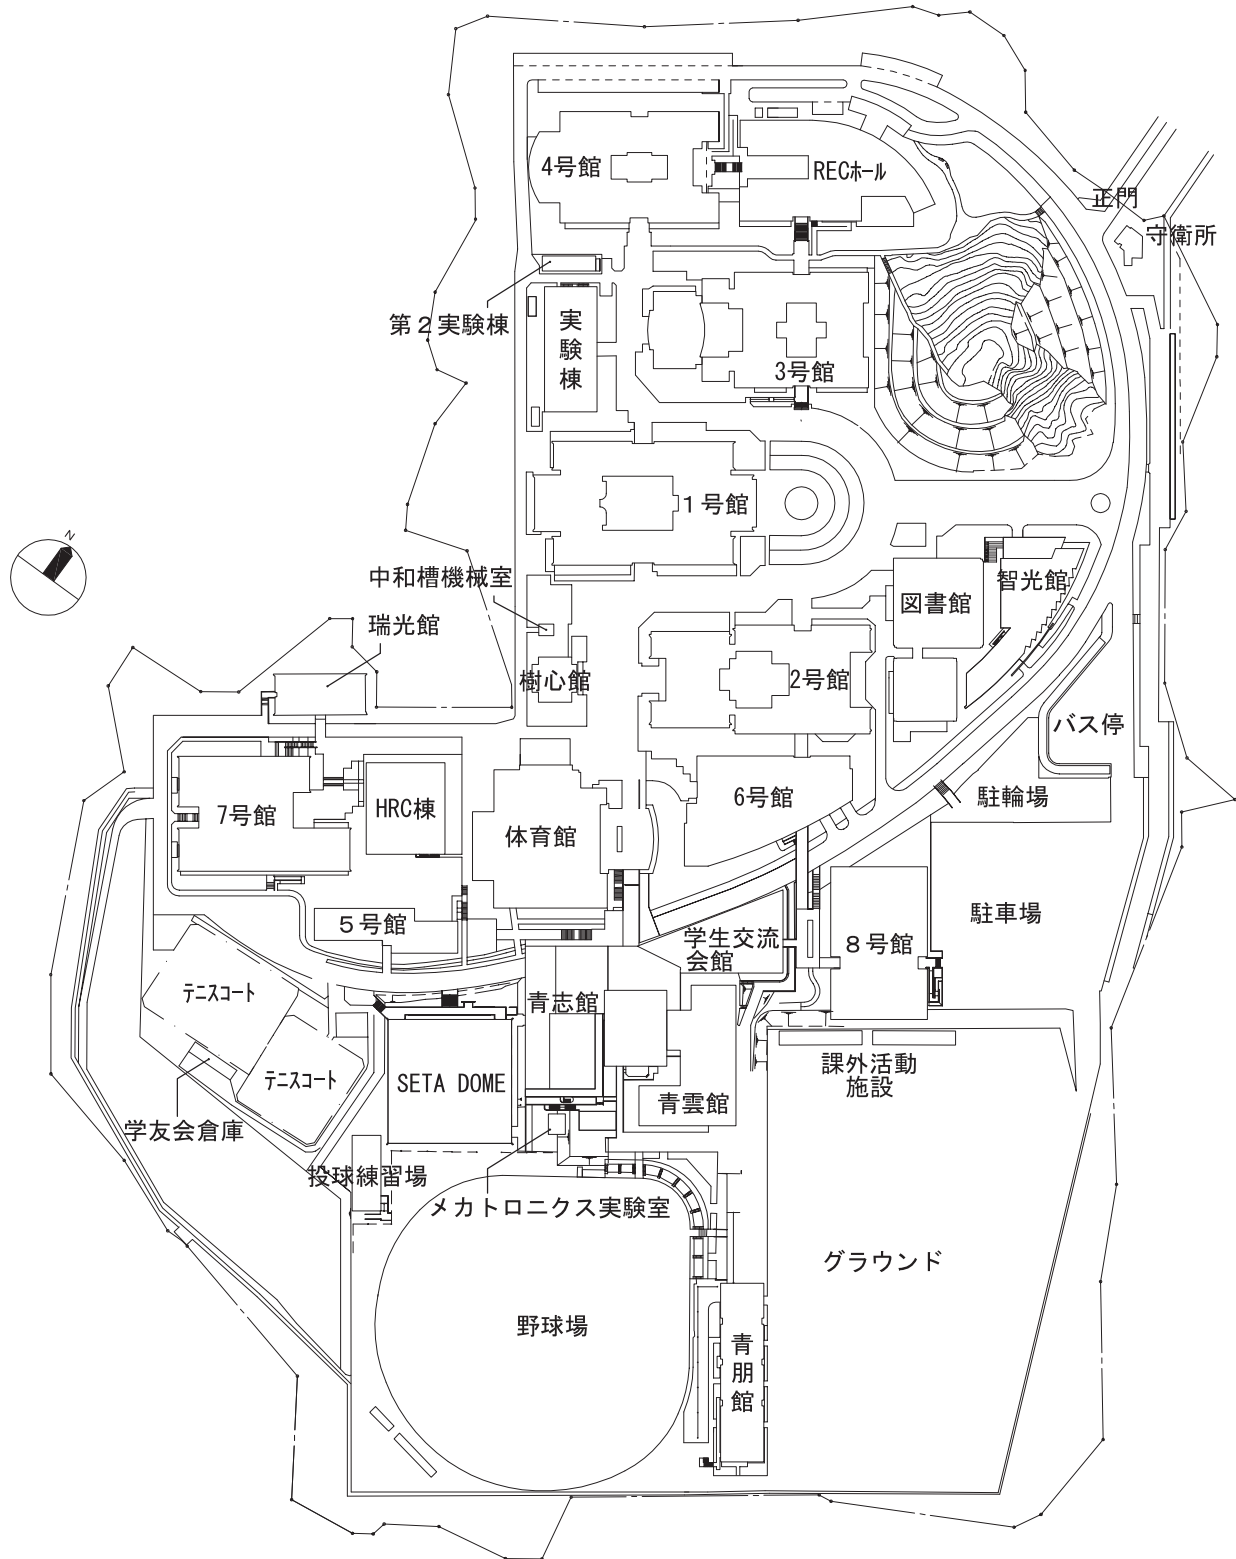 4号館
RECホール
正門
守衛所
第2実験棟
実験棟
3号館
1号館
N
中和槽機械室
智光館
図書館
瑞光館
樹心館
2号館
バス停
6号館
駐輪場
7号館
HRC棟
体育館
駐車場
5号館
学生交流
会館
8号館
テニスコート
青志館
課外活動
施設
テニスコート
SETA DOME
青雲館
学友会倉庫
投球練習場
メカトロニクス実験室
グラウンド
野球場
青朋館